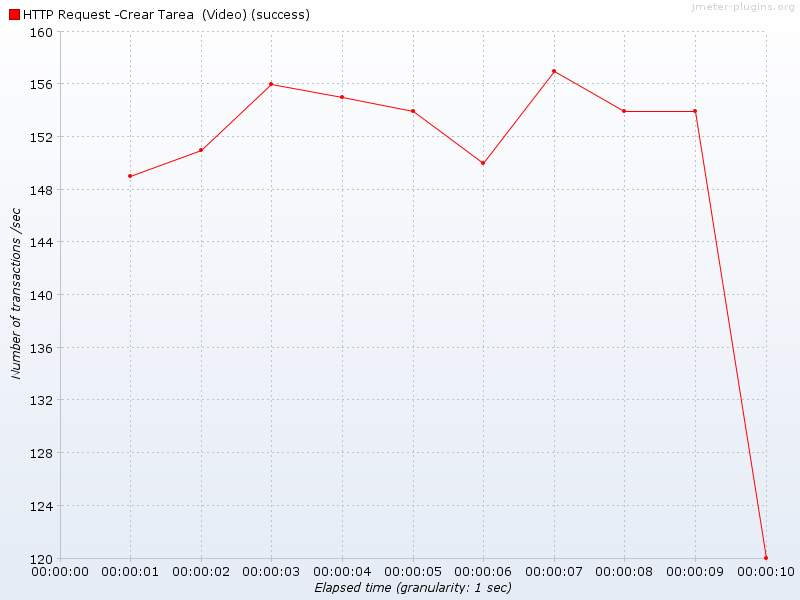 jmeter-plugins.org
HTTP Request -Crear Tarea  (Video) (success)
160
156
152
148
144
140
136
132
128
124
120
Number of transactions /sec
00:00:00 00:00:01 00:00:02 00:00:03 00:00:04 00:00:05 00:00:06 00:00:07 00:00:08 00:00:09 00:00:10
Elapsed time (granularity: 1 sec)